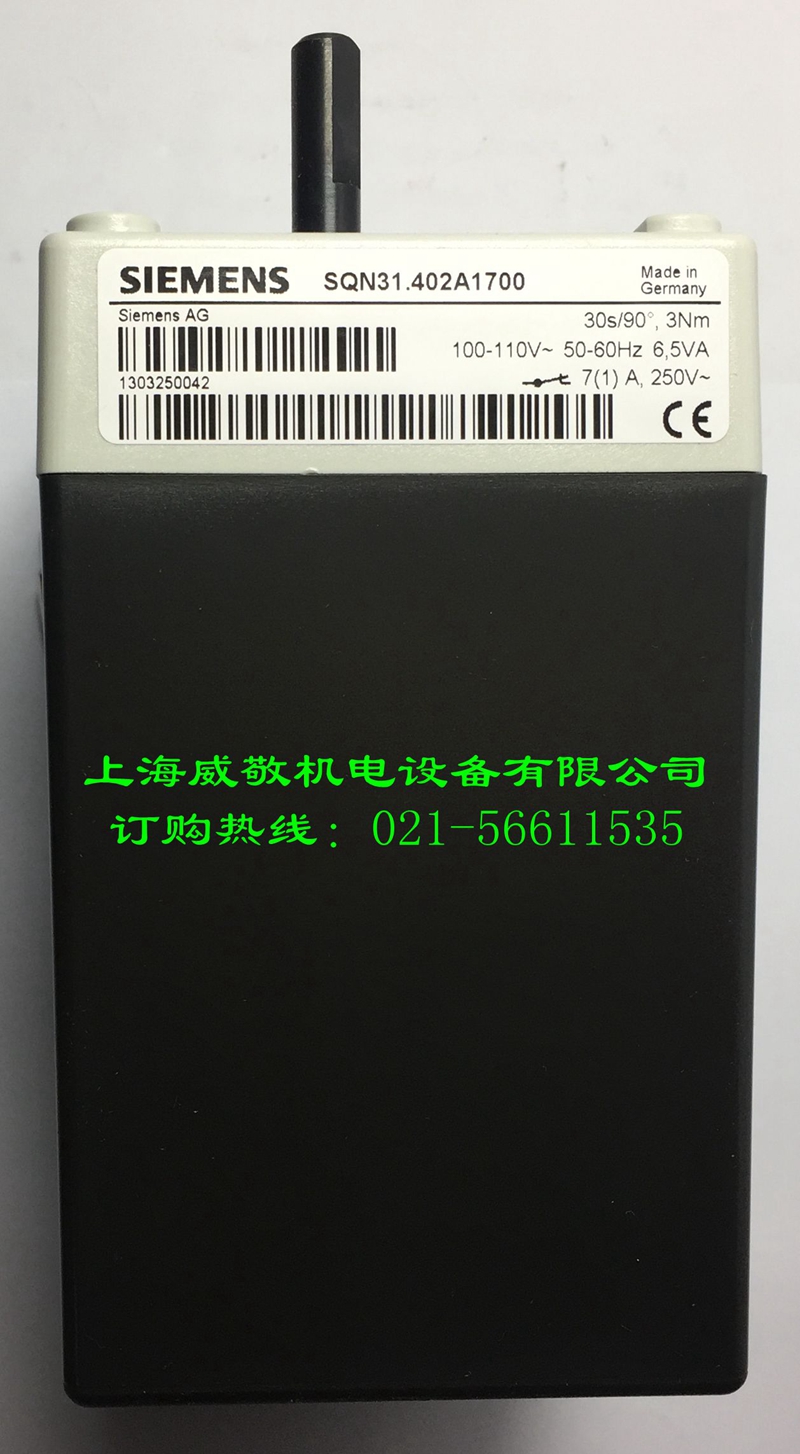 SIEMENS SQN31.402A1700 Made in Germany
Siemens AG
30s/90°, 3Nm
100-110V~ 50-60Hz 6,5VA
1303250042
7(1) A, 250V~
CE
上海威敬机电设备有限公司
订购热线：021-56611535